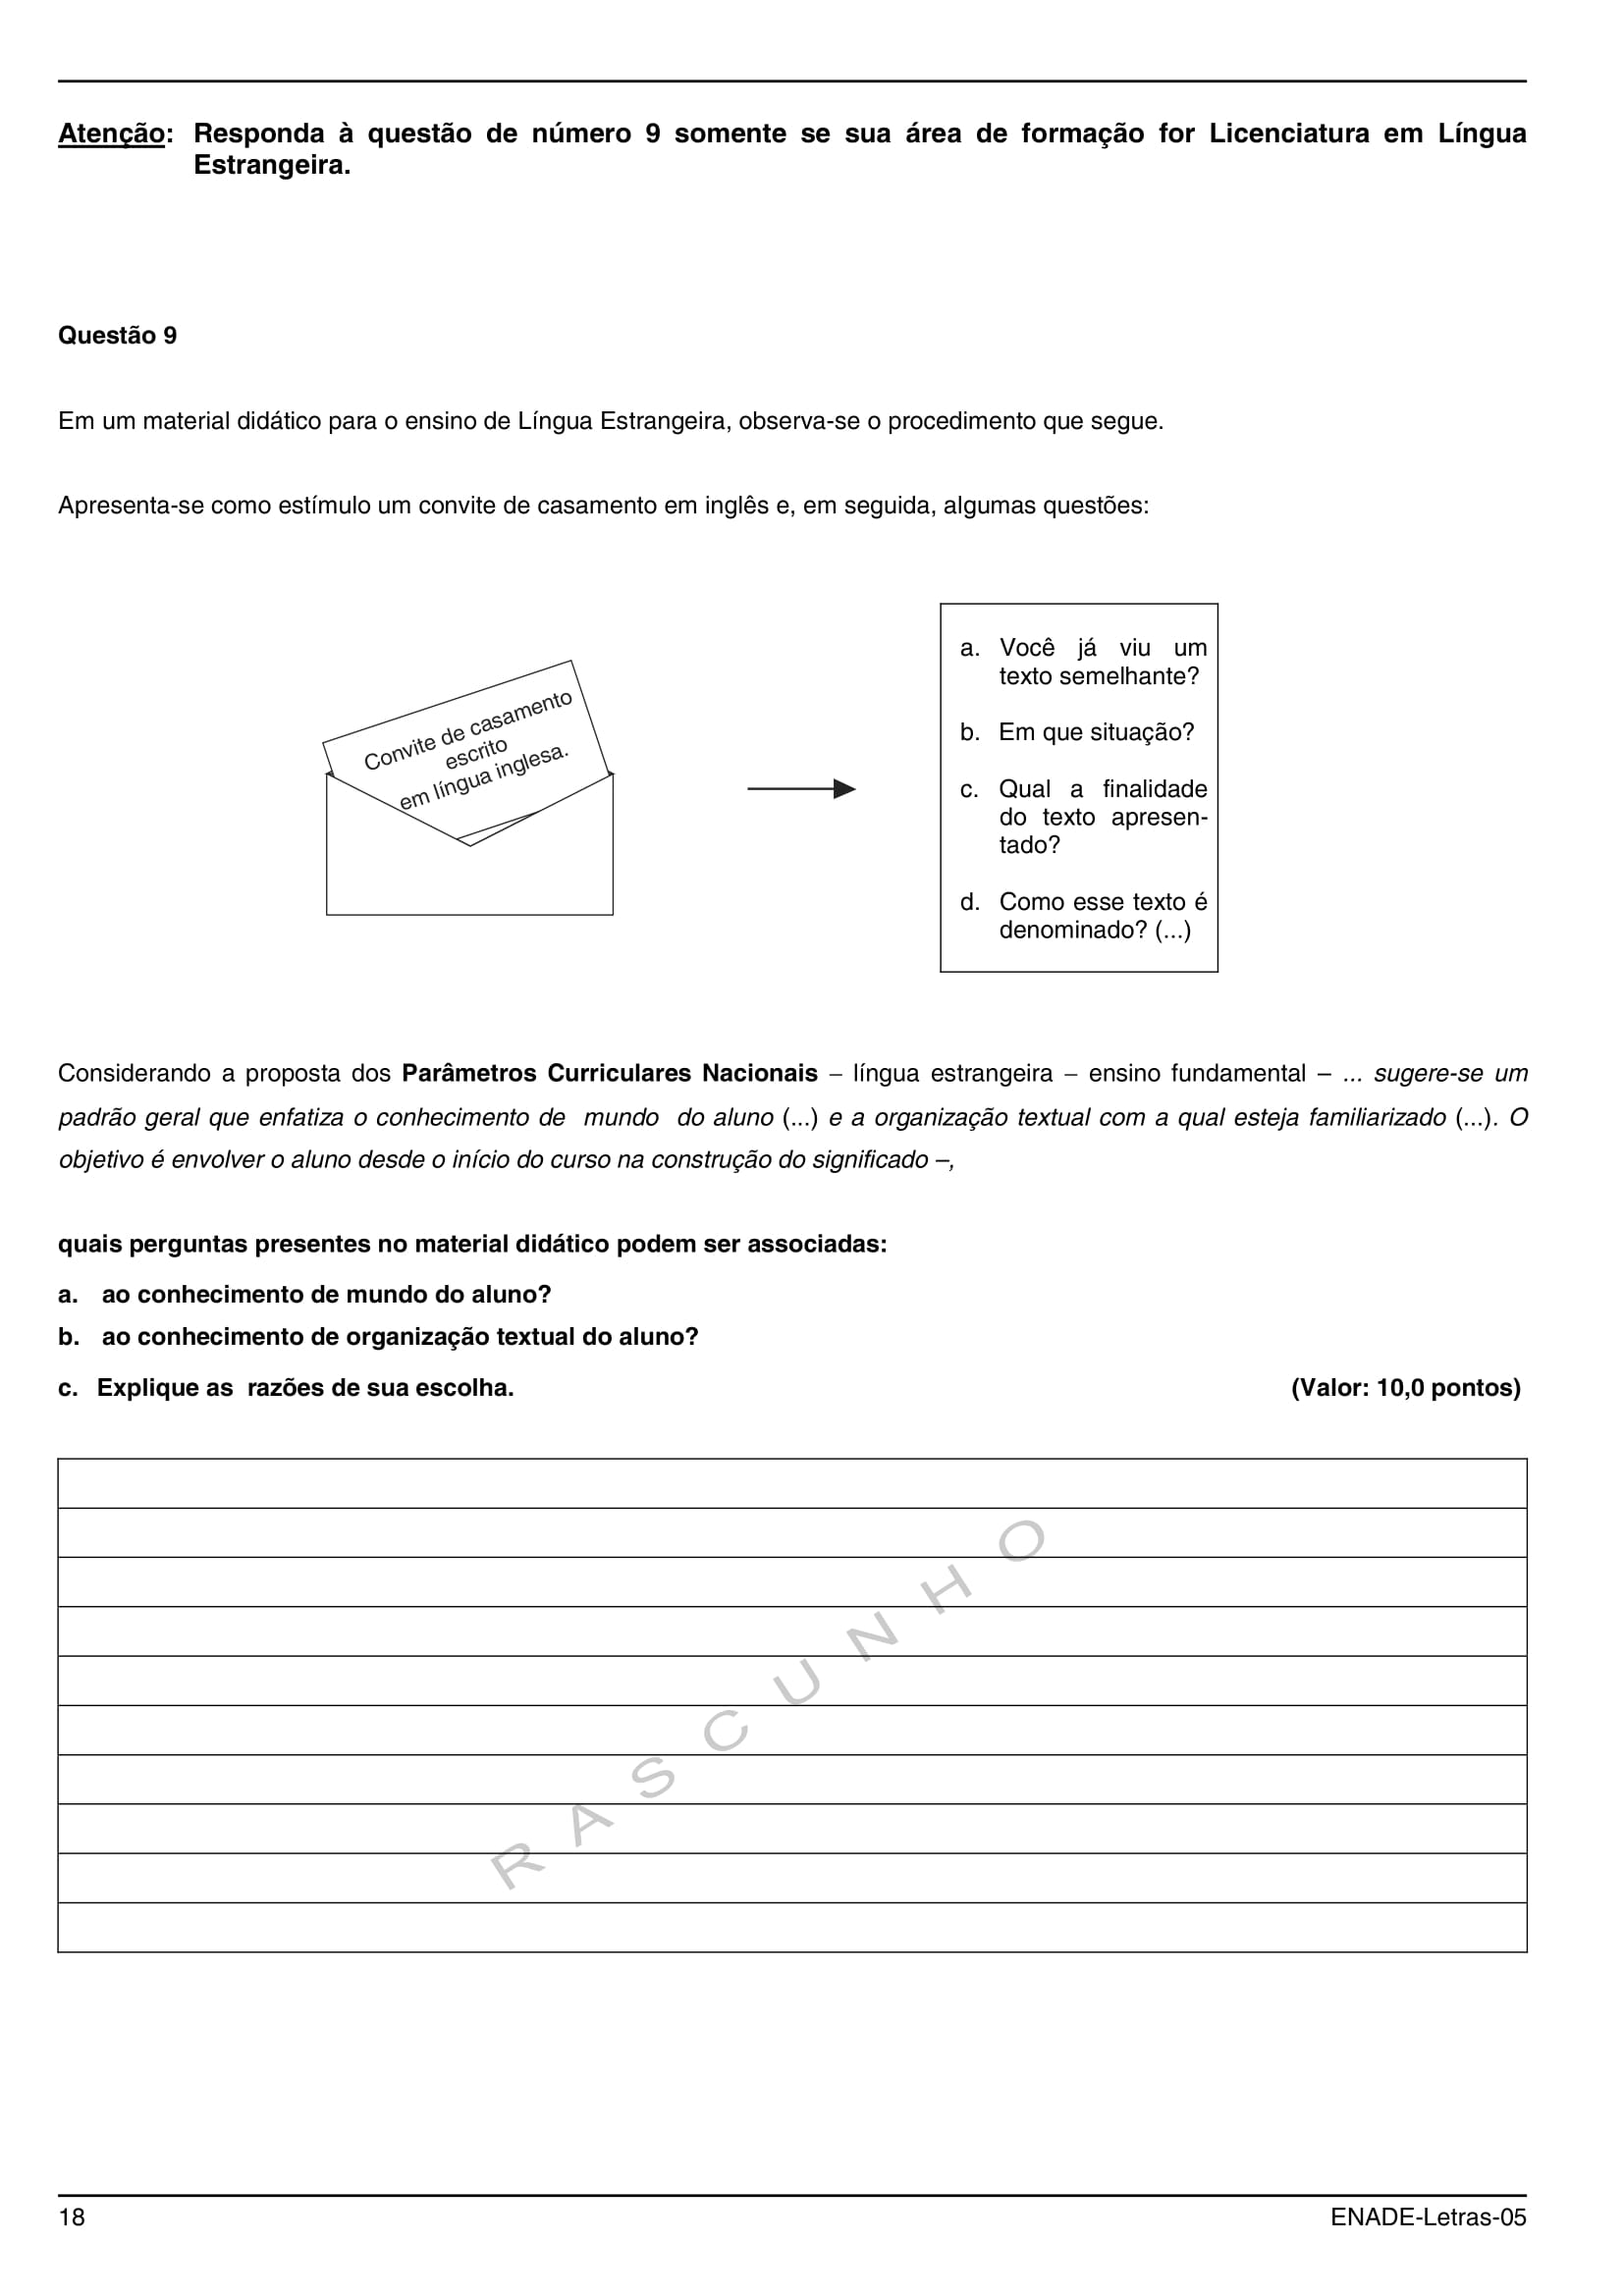 Atenção: Responda à questão de número 9 somente se sua área de formação for Licenciatura em Língua
Estrangeira.
Questão 9
Em um material didático para o ensino de Língua Estrangeira, observa-se o procedimento que segue.
Apresenta-se como estímulo um convite de casamento em inglês e, em seguida, algumas questões:
Convite de casamento
escrito
em língua inglesa.
a. Você já viu um
texto semelhante?
b. Em que situação?
c. Qual a finalidade
do texto apresen-
tado?
d. Como esse texto é
denominado? (...)
Considerando a proposta dos Parâmetros Curriculares Nacionais – língua estrangeira – ensino fundamental – ... sugere-se um
padrão geral que enfatiza o conhecimento de mundo do aluno (...) e a organização textual com a qual esteja familiarizado (...). O
objetivo é envolver o aluno desde o início do curso na construção do significado –,
quais perguntas presentes no material didático podem ser associadas:
a. ao conhecimento de mundo do aluno?
b. ao conhecimento de organização textual do aluno?
c. Explique as razões de sua escolha. (Valor: 10,0 pontos)
RASCUNHO
18 ENADE-Letras-05